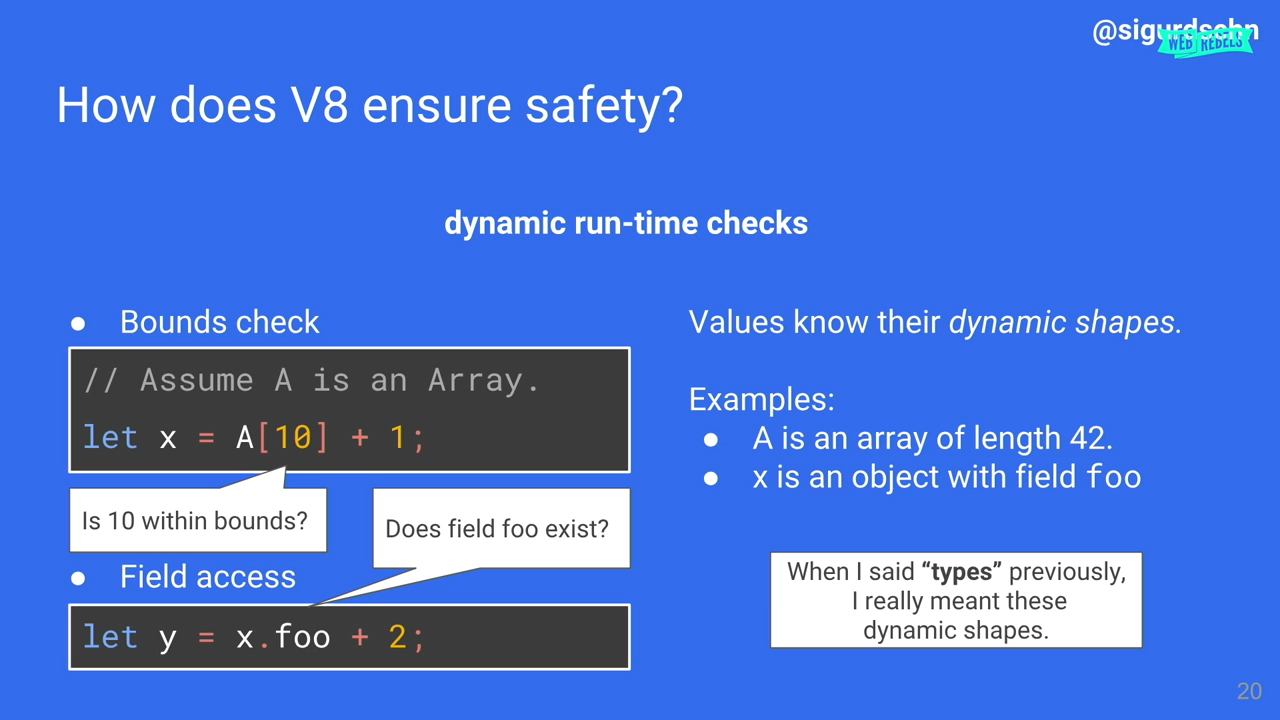 @sigurdschn
WEB REBELS
How does V8 ensure safety?
dynamic run-time checks
● Bounds check
// Assume A is an Array.
let x = A[10] + 1;
Is 10 within bounds?
Does field foo exist?
● Field access
let y = x.foo + 2;
Values know their dynamic shapes.
Examples:
● A is an array of length 42.
● x is an object with field foo
When I said “types” previously,
I really meant these
dynamic shapes.
20